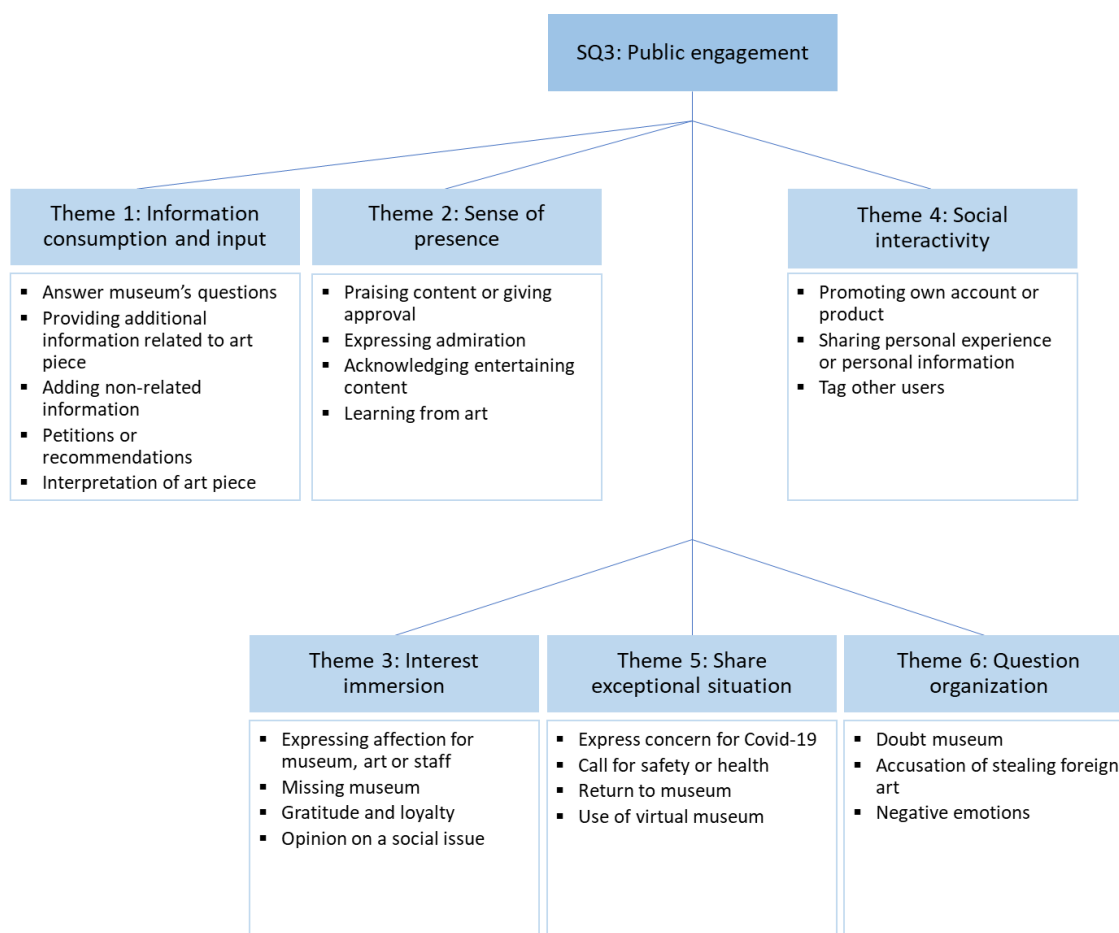 SQ3: Public engagement
Theme 1: Information
consumption and input
▪ Answer museum's questions
▪ Providing additional
information related to art
piece
▪ Adding non-related
information
▪ Petitions or
recommendations
▪ Interpretation of art piece
Theme 2: Sense of
presence
▪ Praising content or giving
approval
▪ Expressing admiration
▪ Acknowledging entertaining
content
▪ Learning from art
Theme 4: Social
interactivity
▪ Promoting own account or
product
▪ Sharing personal experience
or personal information
▪ Tag other users
Theme 3: Interest
immersion
▪ Expressing affection for
museum, art or staff
▪ Missing museum
▪ Gratitude and loyalty
▪ Opinion on a social issue
Theme 5: Share
exceptional situation
▪ Express concern for Covid-19
▪ Call for safety or health
▪ Return to museum
▪ Use of virtual museum
Theme 6: Question
organization
▪ Doubt museum
▪ Accusation of stealing foreign
art
▪ Negative emotions